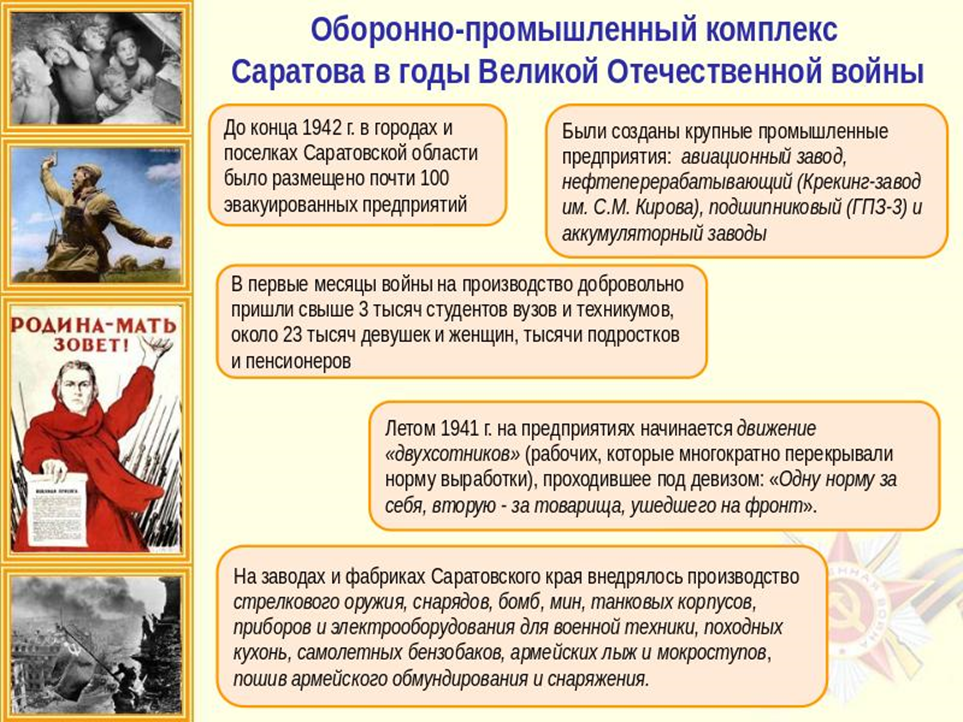 Оборонно-промышленный комплекс
Саратова в годы Великой Отечественной войны
До конца 1942 г. в городах и
поселках Саратовской области
было размещено почти 100
эвакуированных предприятий
Были созданы крупные промышленные
предприятия: авиационный завод,
нефтеперерабатывающий (Крекинг-завод
им. С.М. Кирова), подшипниковый (ГПЗ-3) и
аккумуляторный заводы
В первые месяцы войны на производство добровольно
пришли свыше 3 тысяч студентов вузов и техникумов,
около 23 тысяч девушек и женщин, тысячи подростков
и пенсионеров
РОДИНА-МАТЬ
ЗОВЕТ!
ВОЕННАЯ ПРИСЯГА
Летом 1941 г. на предприятиях начинается движение
«двухсотников» (рабочих, которые многократно перекрывали
норму выработки), проходившее под девизом: «Одну норму за
себя, вторую - за товарища, ушедшего на фронт».
На заводах и фабриках Саратовского края внедрялось производство
стрелкового оружия, снарядов, бомб, мин, танковых корпусов,
приборов и электрооборудования для военной техники, походных
кухонь, самолетных бензобаков, армейских лыж и мокроступов,
пошив армейского обмундирования и снаряжения.